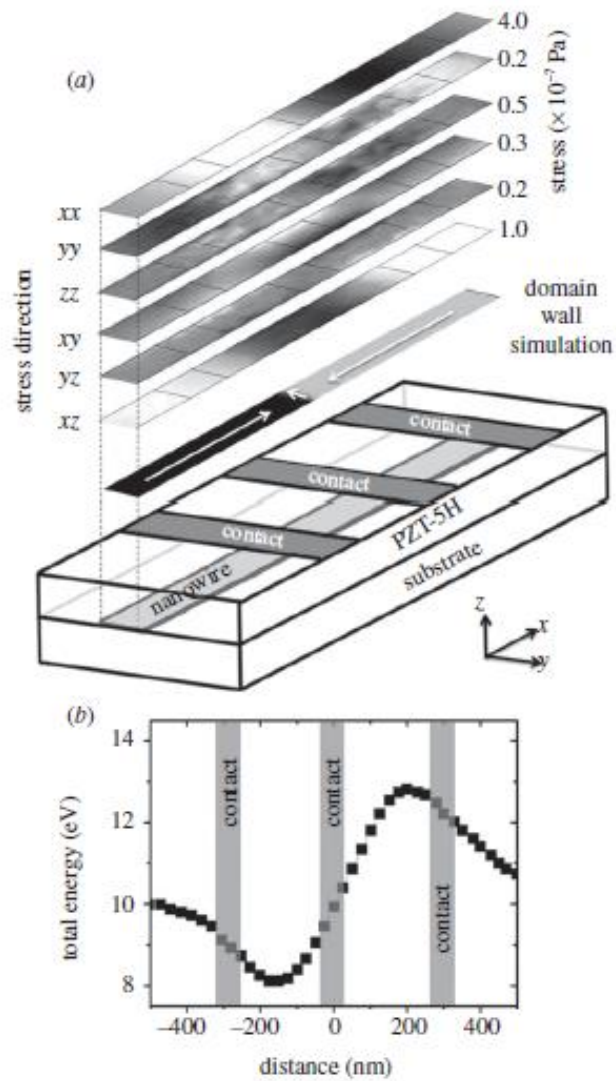 (a)
4.0
0.2
0.5
0.3
0.2
1.0
stress (× 10⁻⁷ Pa)
xx
yy
zz
xy
yz
xz
stress direction
domain
wall
simulation
contact
contact
contact
nanowire
PZT-5H
substrate
z
x
y
(b)
14
12
10
8
total energy (eV)
contact
contact
contact
−400
−200
0
200
400
distance (nm)